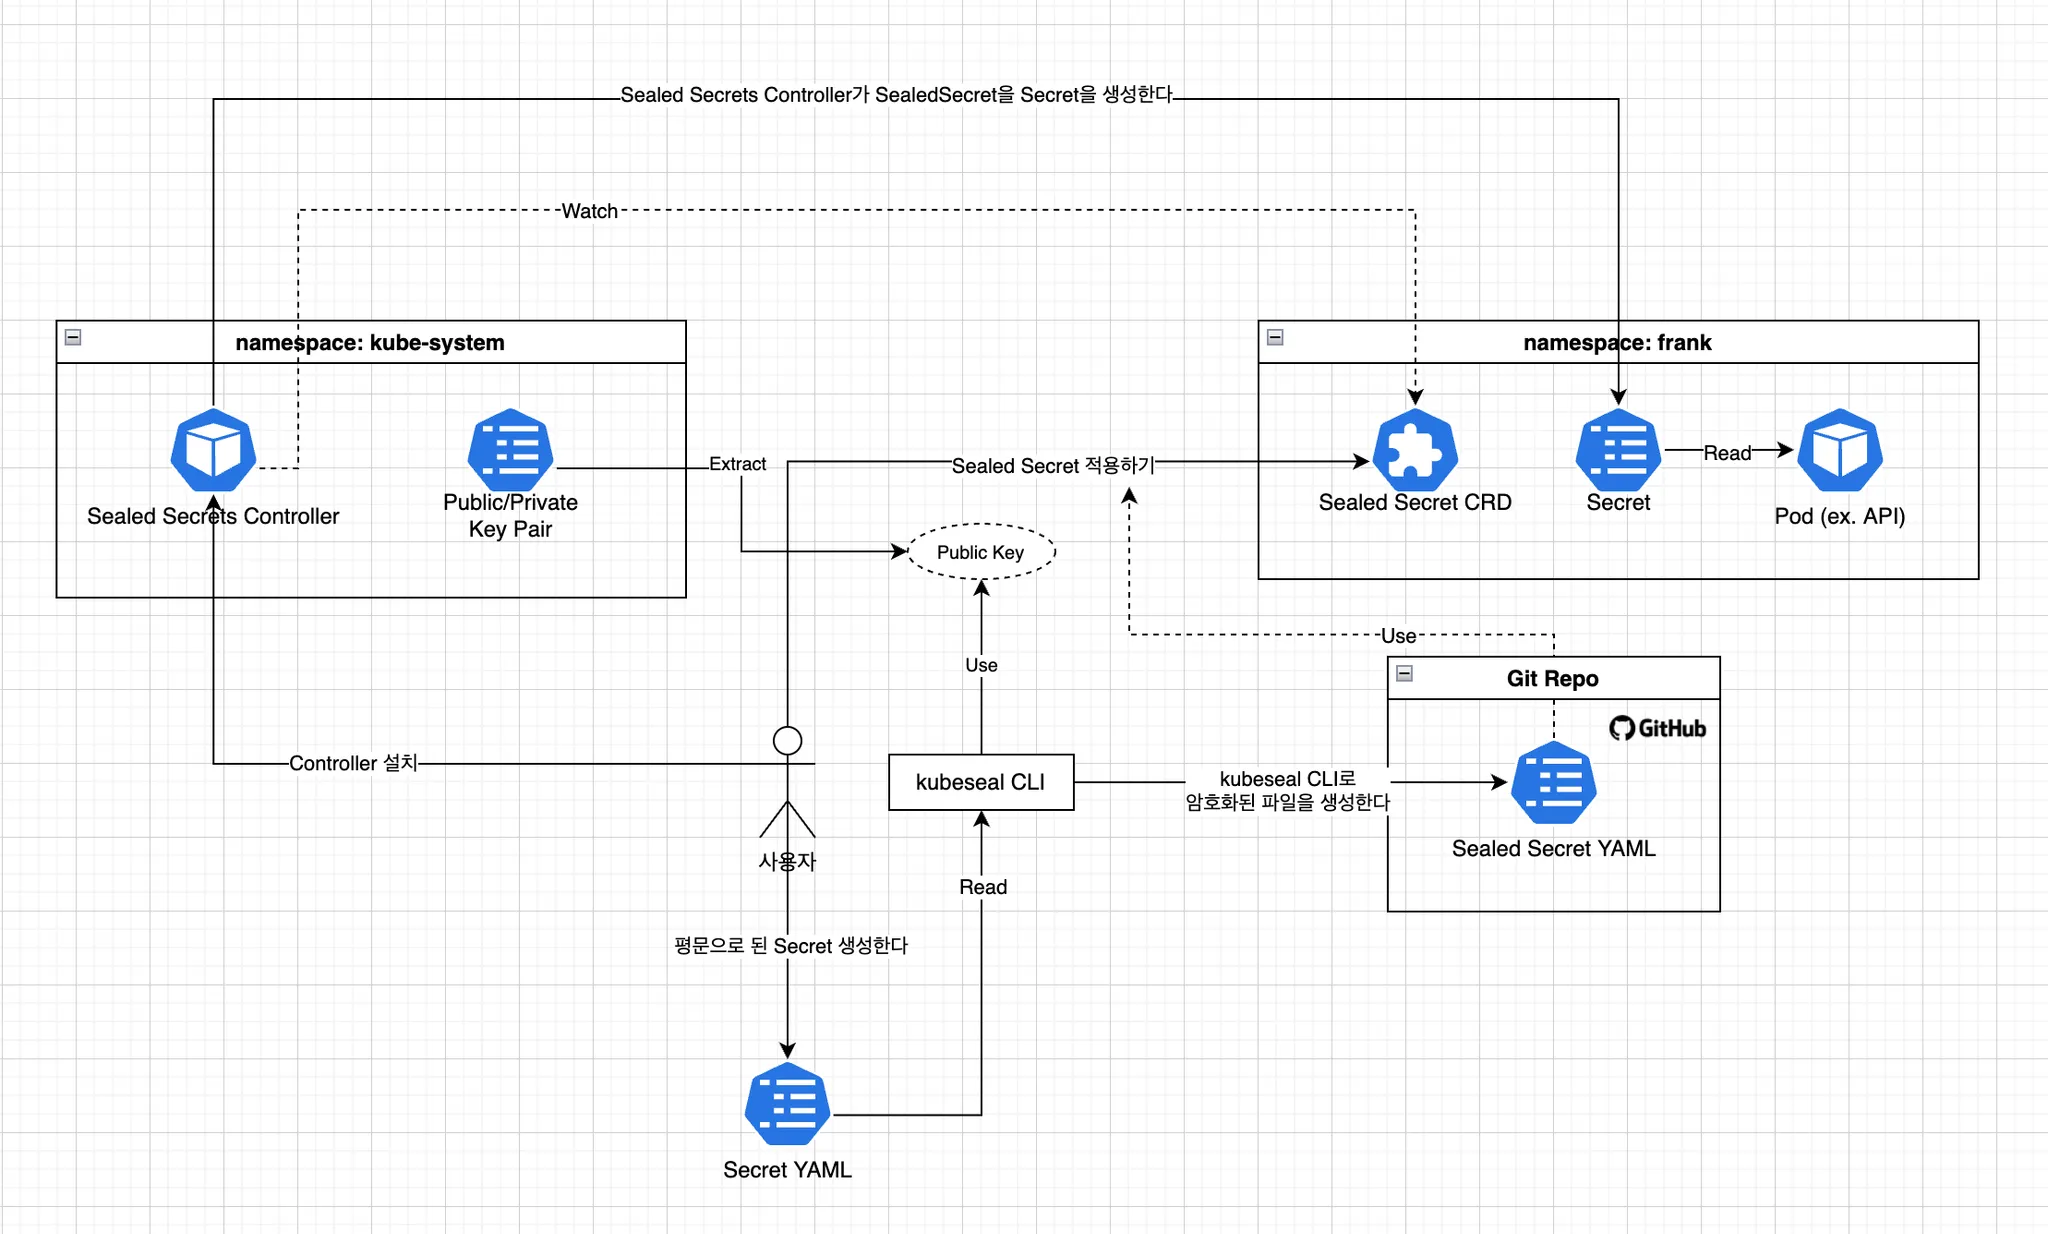 Sealed Secrets Controller가 SealedSecret을 Secret을 생성한다
Watch
namespace: kube-system
namespace: frank
Sealed Secrets Controller
Public/Private
Key Pair
Extract
Sealed Secret 적용하기
Sealed Secret CRD
Secret
Read
Pod (ex. API)
Public Key
Use
Use
Git Repo
GitHub
Controller 설치
kubeseal CLI
kubeseal CLI로
암호화된 파일을 생성한다
Sealed Secret YAML
사용자
Read
평문으로 된 Secret 생성한다
Secret YAML